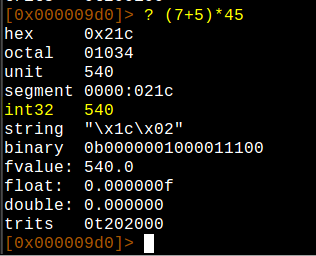 [0x000009d0]> ? (7+5)*45
hex     0x21c
octal   01034
unit    540
segment 0000:021c
int32   540
string  "\x1c\x02"
binary  0b0000001000011100
fvalue: 540.0
float:  0.000000f
double: 0.000000
trits   0t202000
[0x000009d0]>